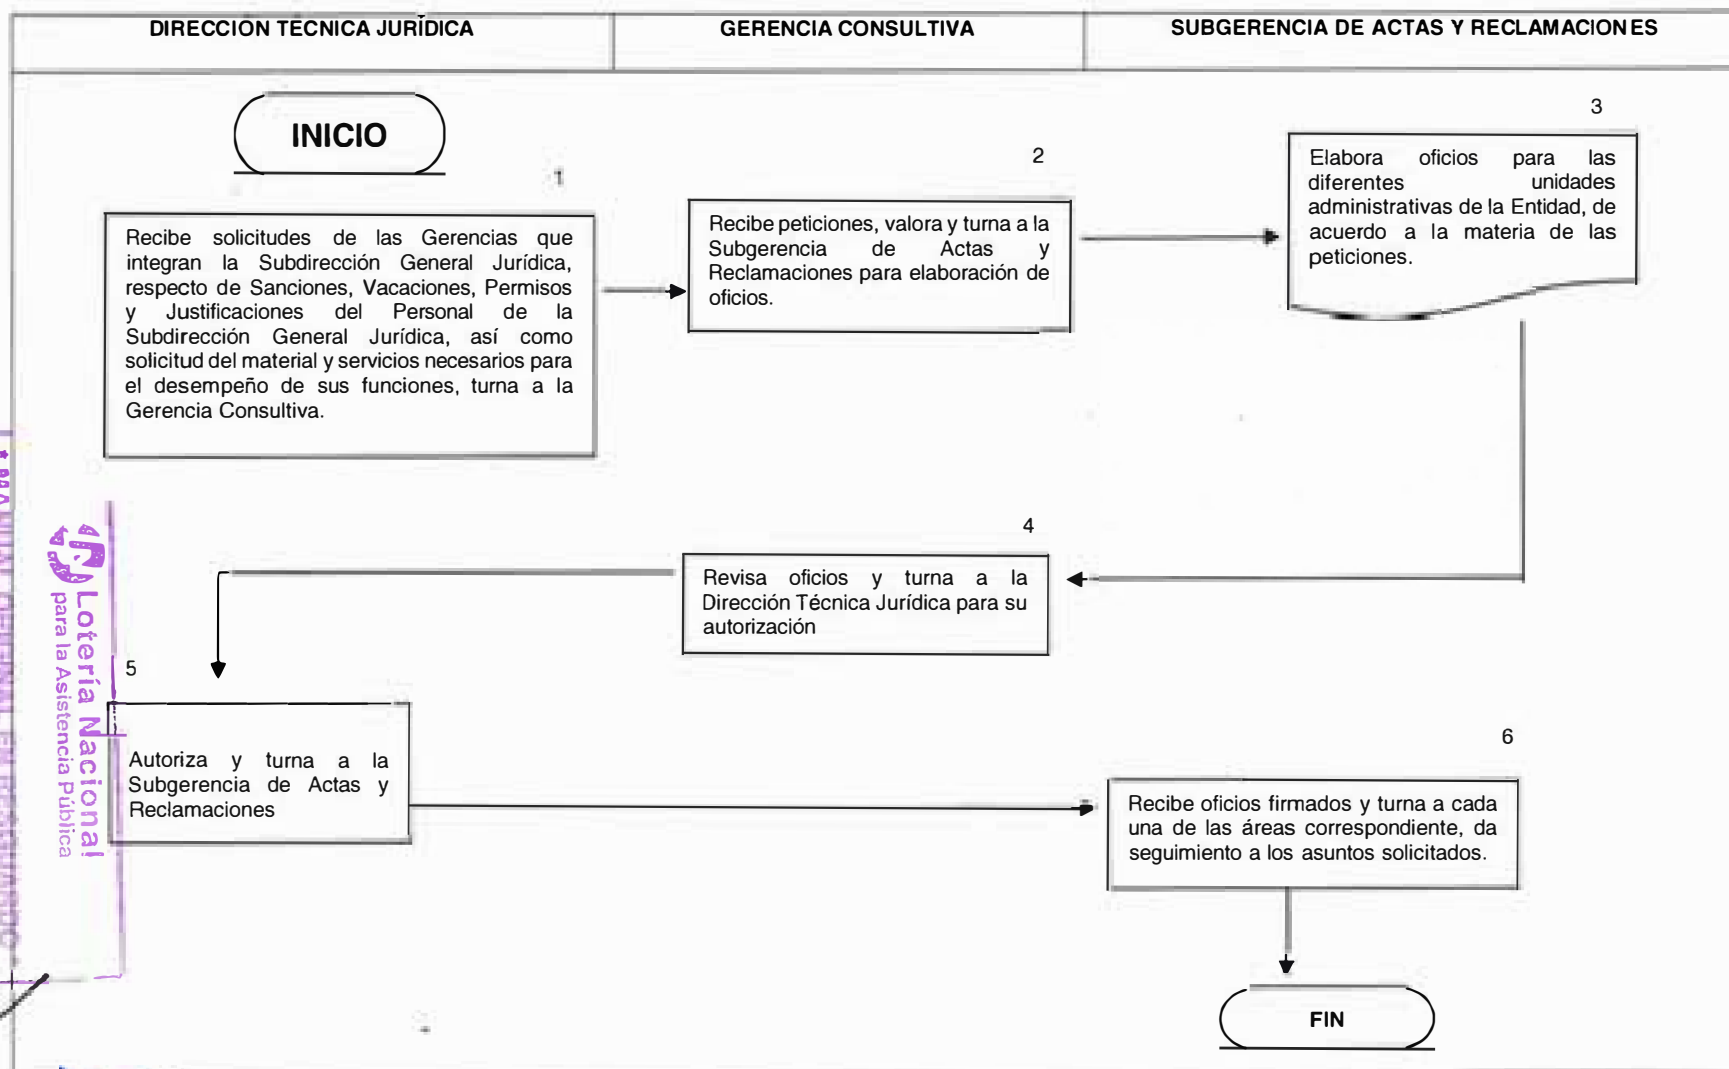 DIRECCIÓN TÉCNICA JURÍDICA
GERENCIA CONSULTIVA
SUBGERENCIA DE ACTAS Y RECLAMACIONES
INICIO
1
Recibe solicitudes de las Gerencias que
integran la Subdirección General Jurídica,
respecto de Sanciones, Vacaciones, Permisos
y Justificaciones del Personal de la
Subdirección General Jurídica, así como
solicitud del material y servicios necesarios para
el desempeño de sus funciones, turna a la
Gerencia Consultiva.
2
Recibe peticiones, valora y turna a la
Subgerencia de Actas y
Reclamaciones para elaboración de
oficios.
3
Elabora oficios para las
diferentes unidades
administrativas de la Entidad, de
acuerdo a la materia de las
peticiones.
4
Revisa oficios y turna a la
Dirección Técnica Jurídica para su
autorización
5
Autoriza y turna a la
Subgerencia de Actas y
Reclamaciones
6
Recibe oficios firmados y turna a cada
una de las áreas correspondiente, da
seguimiento a los asuntos solicitados.
FIN
Lotería Nacional
para la Asistencia Pública